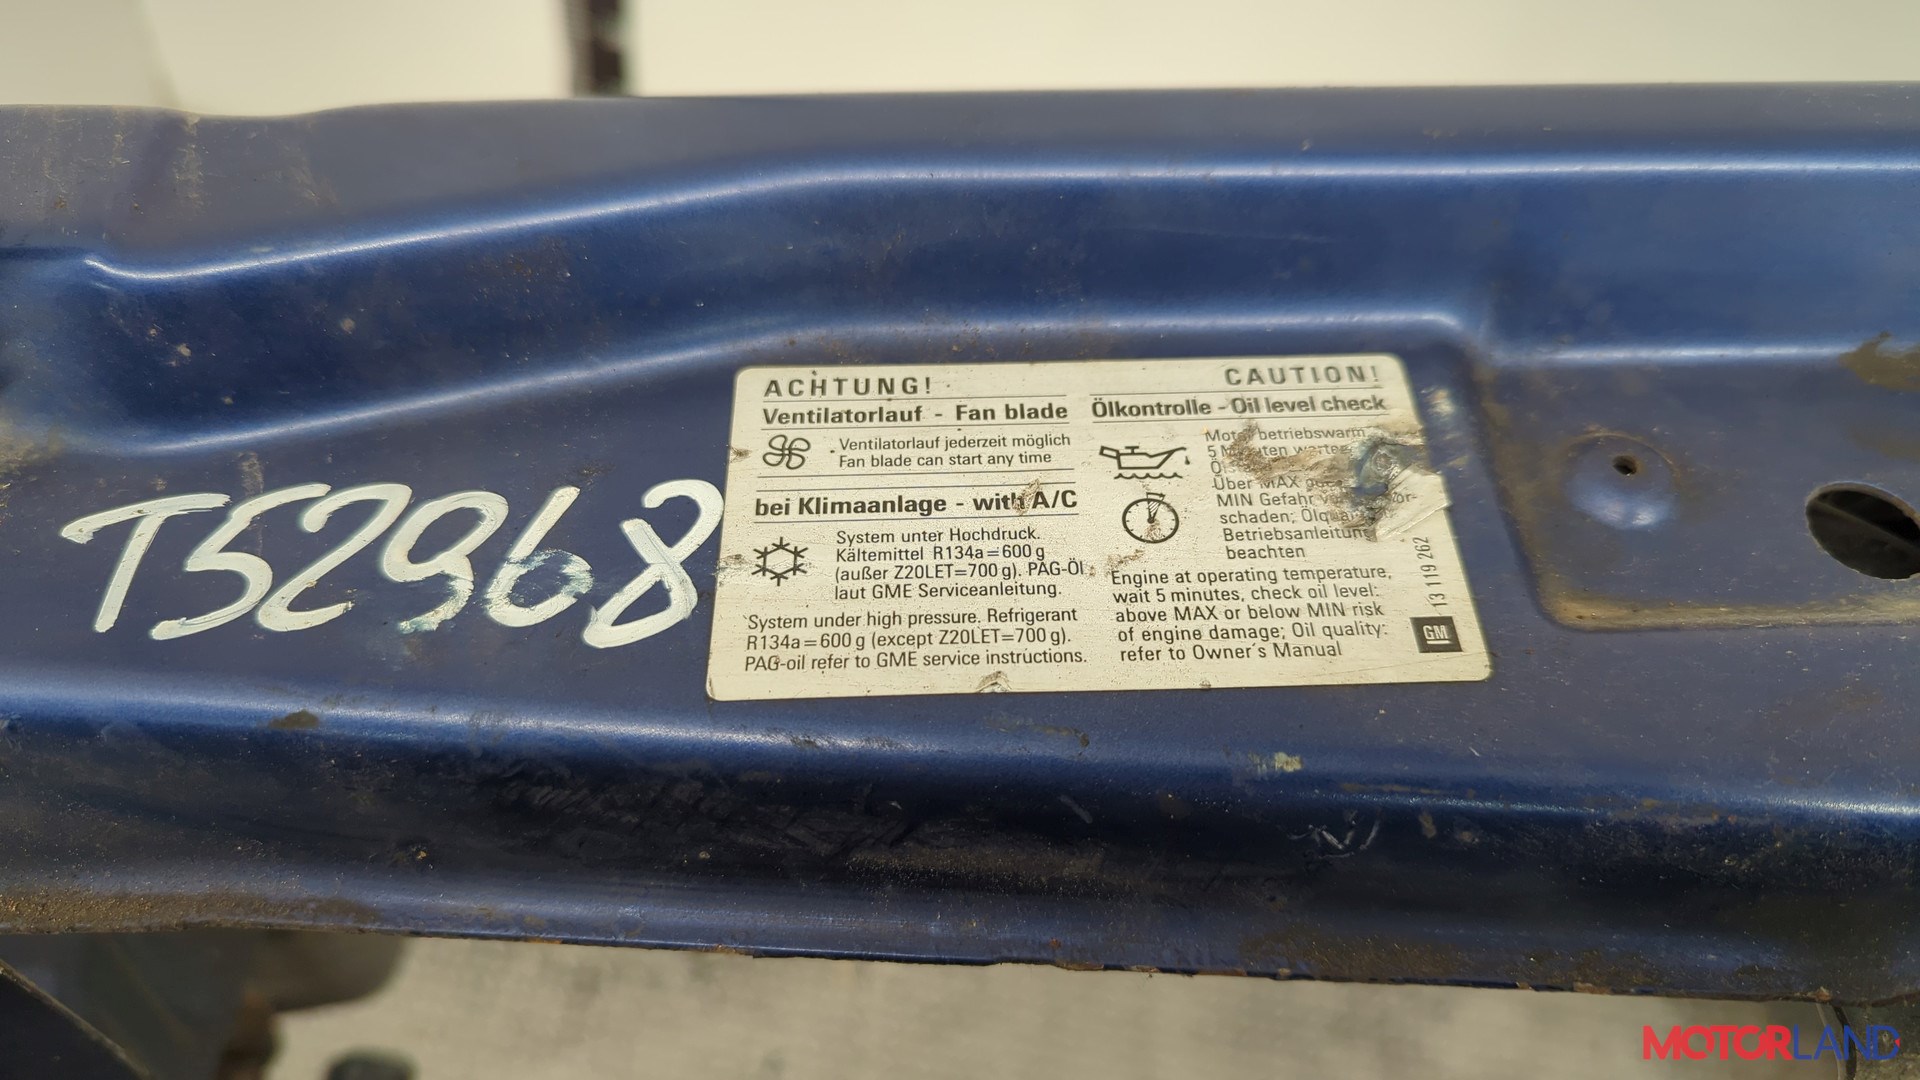 T52968
ACHTUNG!
Ventilatorlauf - Fan blade
Ventilatorlauf jederzeit möglich
Fan blade can start any time
bei Klimaanlage - with A/C
System unter Hochdruck.
Kältemittel R134a=600 g
(außer Z20LET=700 g). PAG-Öl
laut GME Serviceanleitung.
System under high pressure. Refrigerant
R134a=600 g (except Z20LET=700 g).
PAG-oil refer to GME service instructions.
CAUTION!
Ölkontrolle - Oil level check
Motor betriebswarm
5 Minuten
Über MAX
MIN Gefahr
schaden;
Betriebsanleitung
beachten
Engine at operating temperature,
wait 5 minutes, check oil level:
above MAX or below MIN risk
of engine damage; Oil quality:
refer to Owner's Manual
13 119 262
GM
MOTORLAND